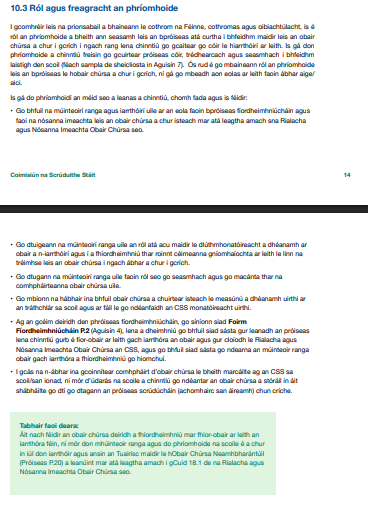 10.3 Ról agus freagracht an phríomhoide
I gcomhréir leis na prionsabail a bhaineann le cothrom na Féinne, cothromas agus oibiachtúlacht, is é
ról an phríomhoide a bheith ann seasamh leis an bpróiseas atá curtha i bhfeidhm maidir leis an obair
chúrsa a chur i gcrích i ngach rang lena chinntiú go gcaitear go cóir le hiarrthóirí ar leith. Is gá don
phríomhoide a chinntiú freisin go gcuirtear próiseas cóir, trédhearcach agus seasmhach i bhfeidhm
laistigh den scoil (féach sampla de sheicliosta in Aguisín 7). Ós rud é go mbaineann ról an phríomhoide
leis an bpróiseas le hobair chúrsa a chur i gcrích, ní gá go mbeadh aon eolas ar leith faoin ábhar aige/
aici.
Is gá do phríomhoidí an méid seo a leanas a chinntiú, chomh fada agus is féidir:
• Go bhfuil na múinteoirí ranga agus iarrthóirí uile ar an eola faoin bpróiseas fíordheimhniúcháin agus
faoi na nósanna imeachta leis an obair chúrsa a chur isteach mar atá leagtha amach sna Rialacha
agus Nósanna Imeachta Obair Chúrsa seo.
Coimisiún na Scrúduithe Stáit 14
• Go dtuigeann na múinteoirí ranga uile an ról atá acu maidir le dlúthmhonatóireacht a dhéanamh ar
obair a n-iarrthóirí agus i a fhíordheimhniú thar roinnt céimeanna gníomhaíochta ar leith le linn na
tréimhse leis an obair chúrsa i ngach ábhar a chur i gcrích.
• Go dtugann na múinteoirí ranga uile faoin ról seo go seasmhach agus go macánta thar na
comhpháirteanna obair chúrsa uile.
• Go mbíonn na hábhair ina bhfuil obair chúrsa a chuirtear isteach le measúnú a dhéanamh uirthi ar
an tráthchlár sa scoil agus ar fáil le go ndéanfaidh an CSS monatóireacht uirthi.
• Ag an gcéim deiridh den phróiseas fíordheimhniúcháin, go síníonn siad Foirm
Fíordheimhniúcháin P.2 (Aguisín 4), lena a dheimhniú go bhfuil siad sásta gur leanadh an próiseas
lena chinntiú gurb é fíor-obair ar leith gach iarrthóra an obair agus gur cloíodh le Rialacha agus
Nósanna Imeachta Obair Chúrsa an CSS, agus go bhfuil siad sásta go ndearna an múinteoir ranga
obair gach iarrthóra a fhíordheimhniú go hiomchuí.
• I gcás na n-ábhar ina gcoinnítear comhpháirt d'obair chúrsa le bheith marcáilte ag an CSS sa
scoil/san ionad, ní mór d'údarás na scoile a chinntiú go ndéantar an obair chúrsa a stóráil in áit
shábháilte go dtí go dtagann an próiseas scrúdúcháin (achomhairc san áireamh) chun críche.
Tabhair faoi deara:
Áit nach féidir an obair chúrsa deiridh a fhíordheimhniú mar fhíor-obair ar leith an
iarrthóra féin, ní mór don mhúinteoir ranga agus do phríomhoide na scoile é a chur
in iúl don iarrthóir agus ansin an Tuairisc maidir le hObair Chúrsa Neamhbharántúil
(Próiseas P.20) a leanúint mar atá leagtha amach i gCuid 18.1 de na Rialacha agus
Nósanna Imeachta Obair Chúrsa seo.